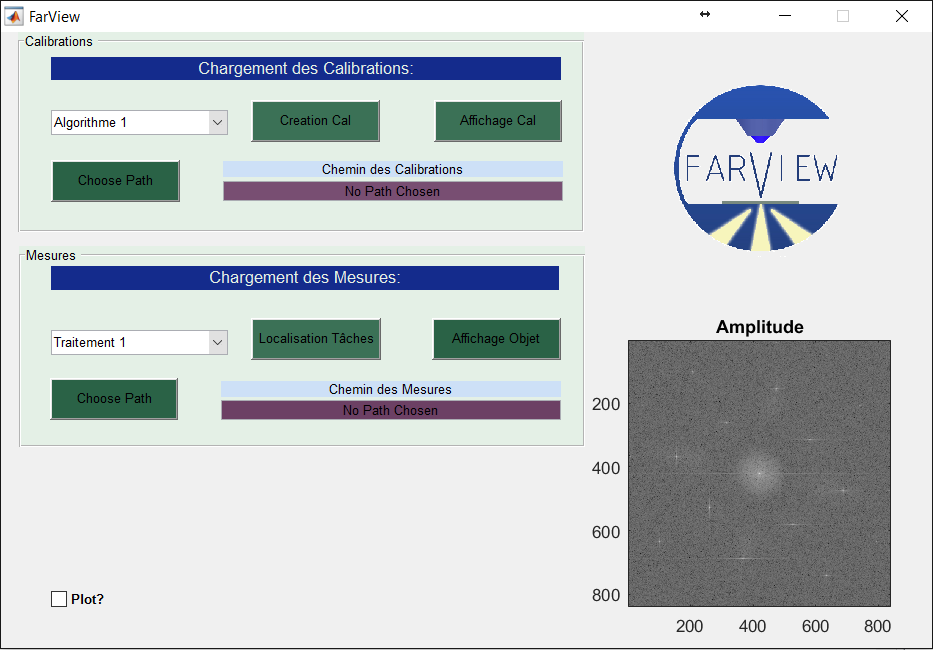 FarView
Calibrations
Chargement des Calibrations:
Algorithme 1
Creation Cal
Affichage Cal
Choose Path
Chemin des Calibrations
No Path Chosen
FARVIEW
Mesures
Chargement des Mesures:
Traitement 1
Localisation Tâches
Affichage Objet
Choose Path
Chemin des Mesures
No Path Chosen
Amplitude
200
400
600
800
200 400 600 800
Plot?